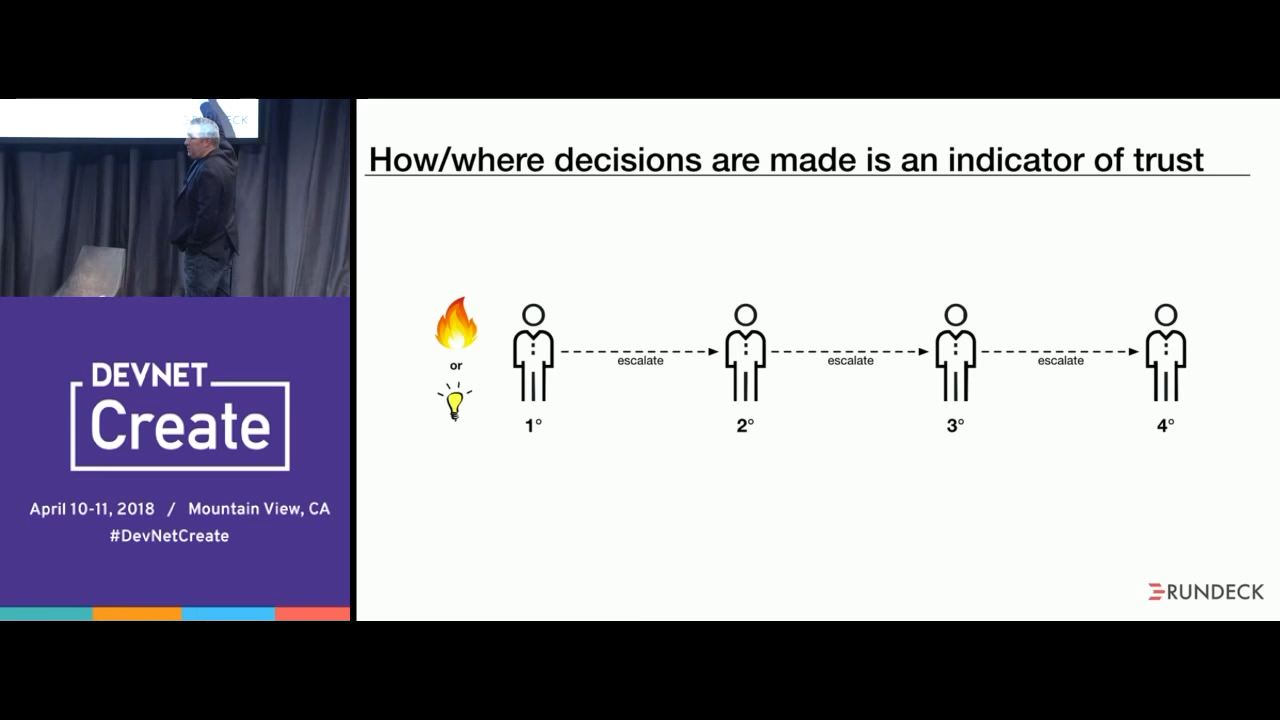 How/where decisions are made is an indicator of trust
or
escalate
escalate
escalate
1°
2°
3°
4°
DEVNET
Create
April 10-11, 2018 / Mountain View, CA
#DevNetCreate
RUNDECK